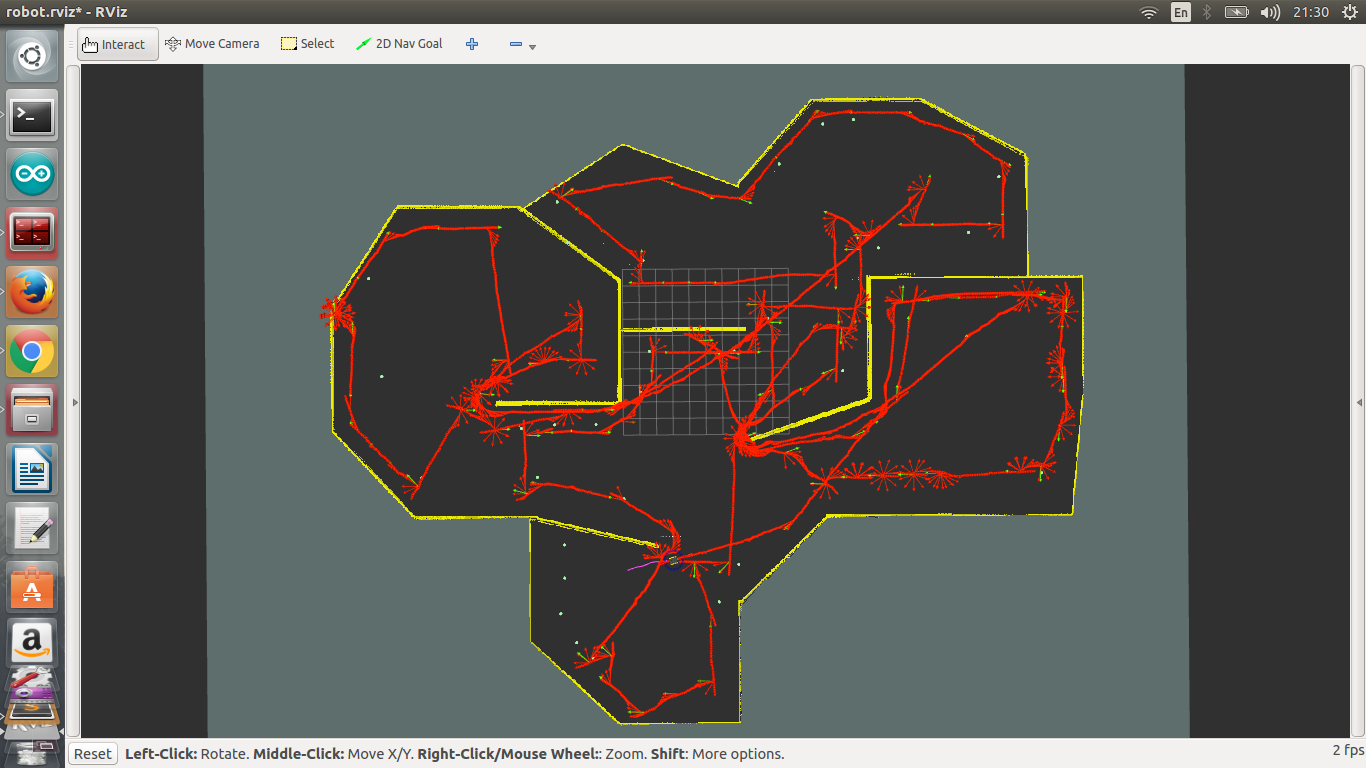 robot.rviz* - RViz
En
21:30
Interact
Move Camera
Select
2D Nav Goal
Reset
Left-Click: Rotate. Middle-Click: Move X/Y. Right-Click/Mouse Wheel:: Zoom. Shift: More options.
2 fps